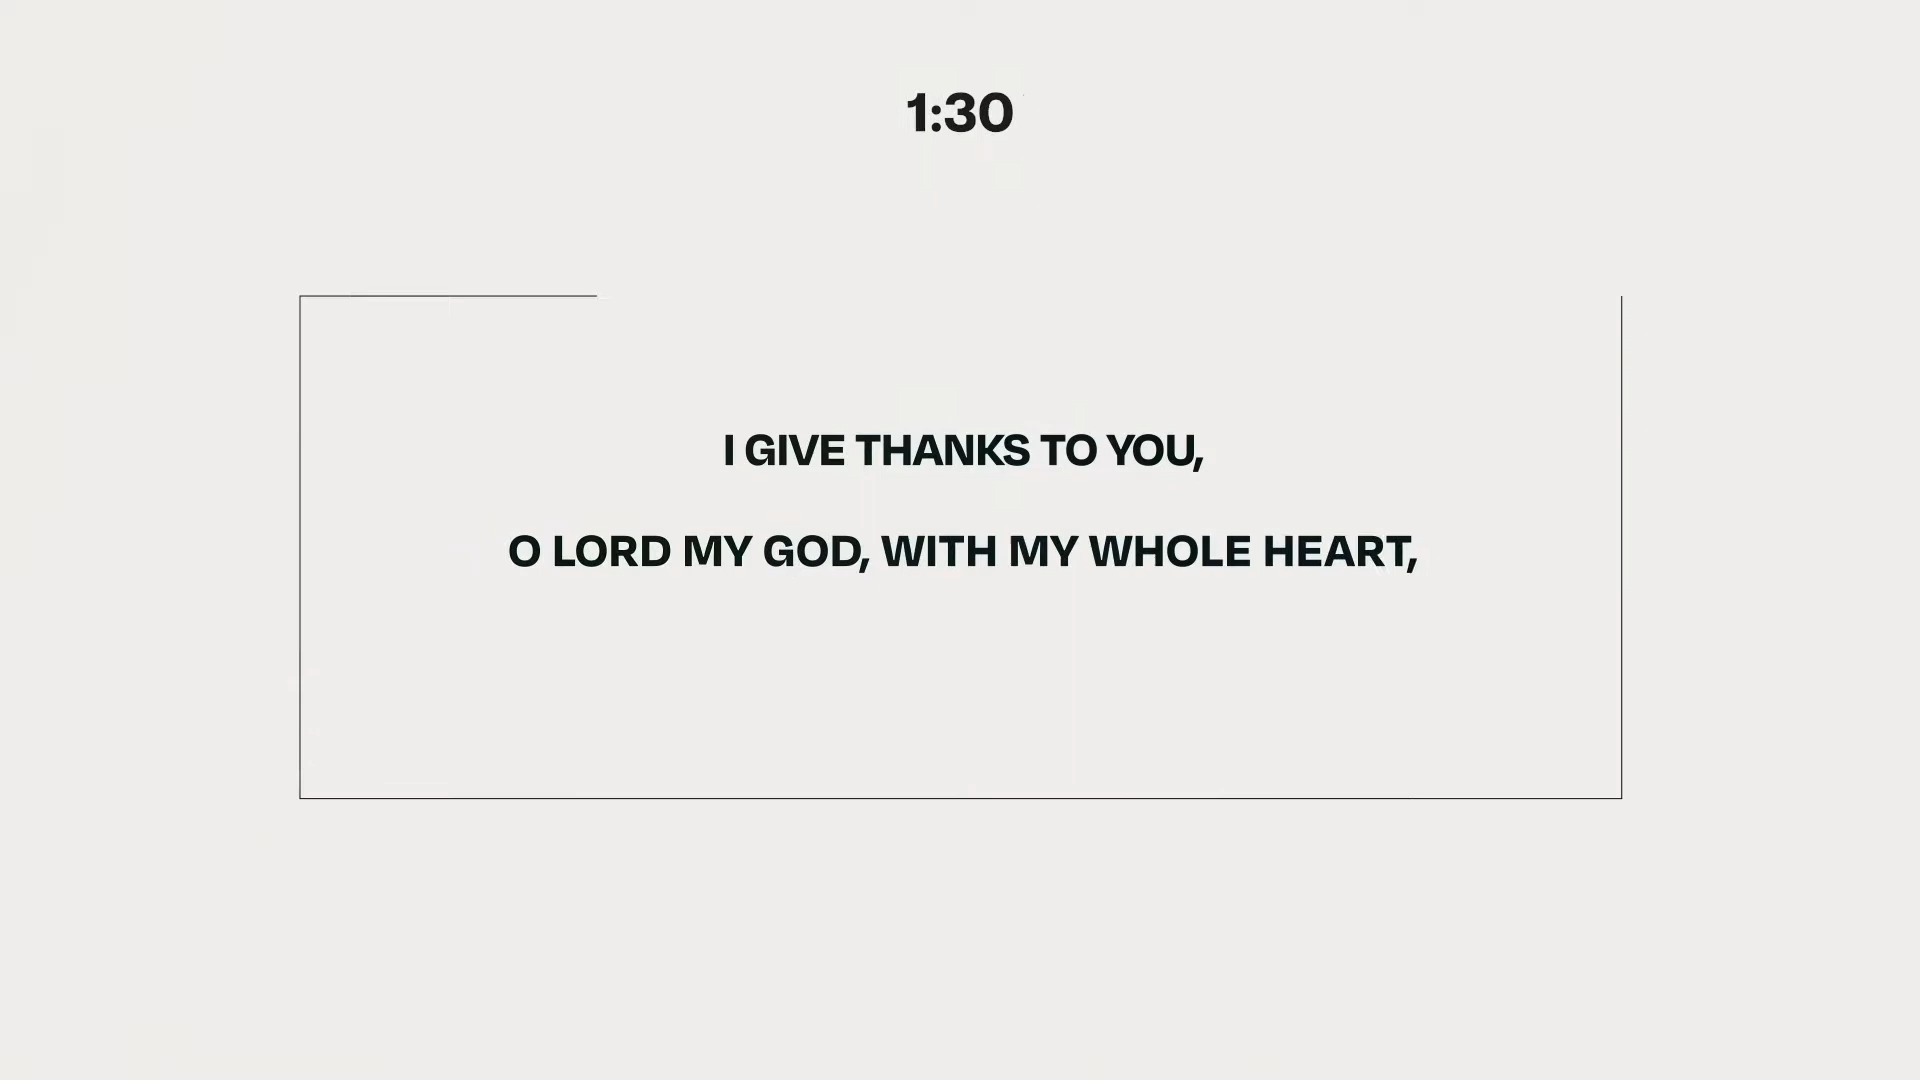 1:30
I GIVE THANKS TO YOU,
O LORD MY GOD, WITH MY WHOLE HEART,